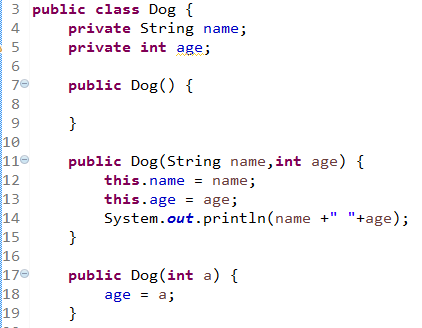 3 public class Dog {
4     private String name;
5     private int age;
6
7     public Dog() {
8
9     }
10
11     public Dog(String name,int age) {
12         this.name = name;
13         this.age = age;
14         System.out.println(name +" "+age);
15     }
16
17     public Dog(int a) {
18         age = a;
19     }